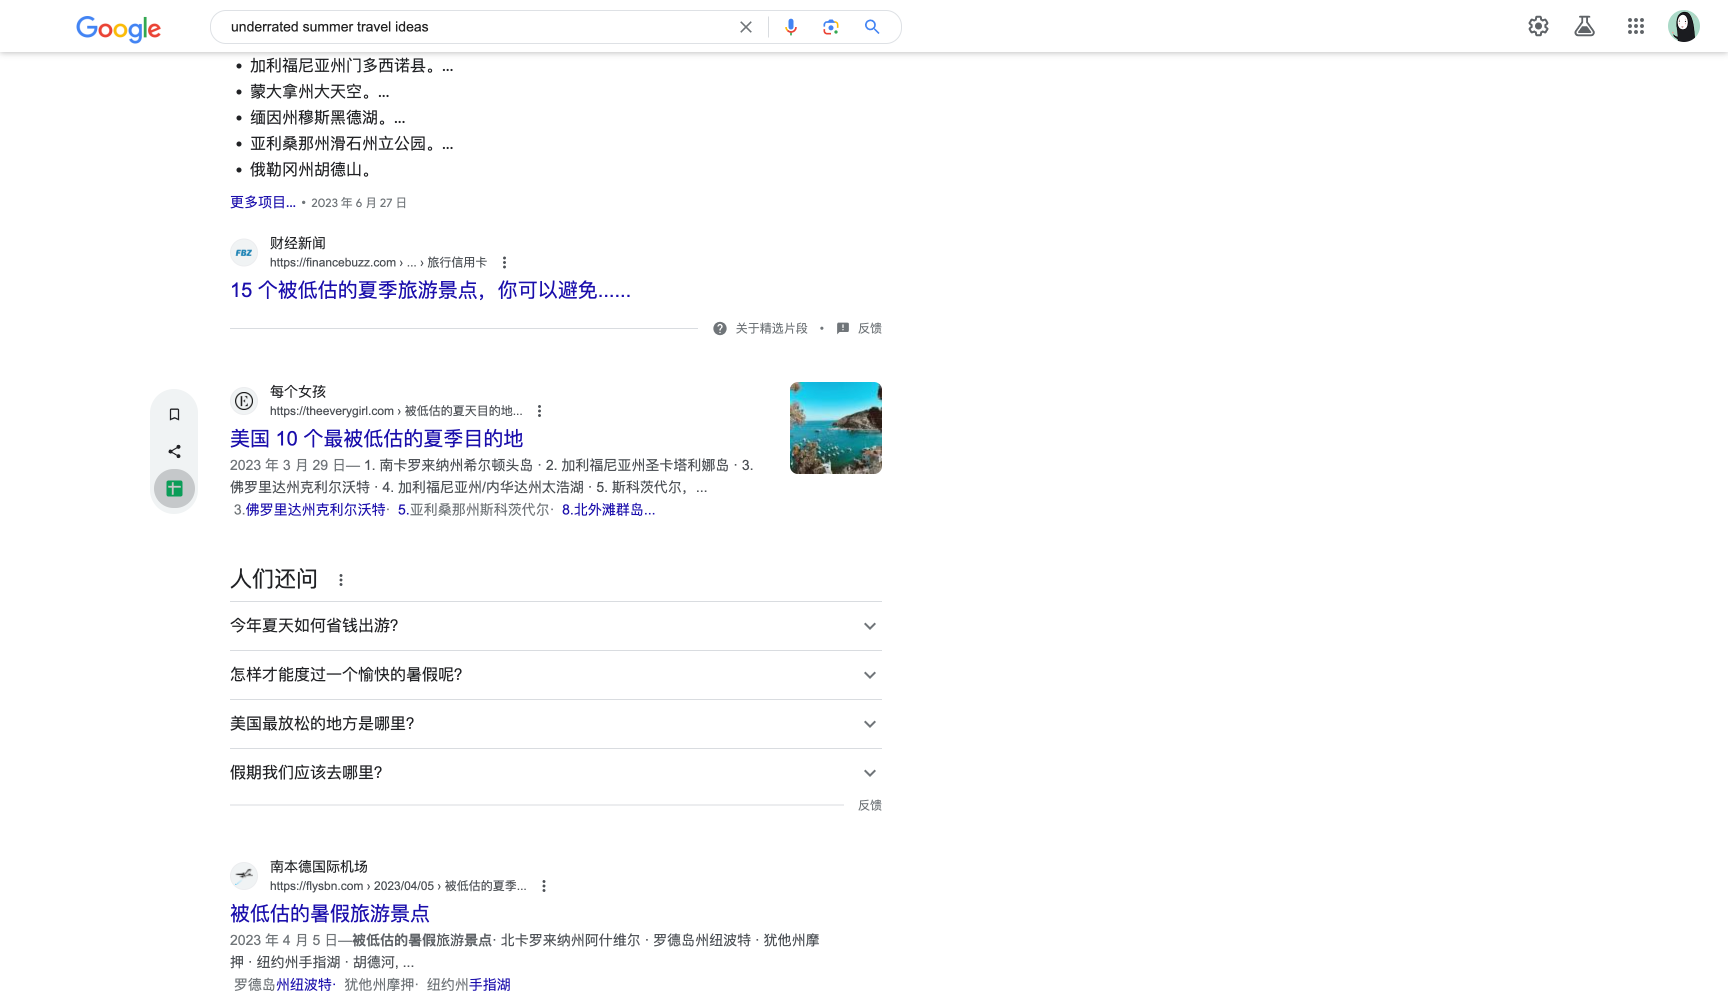 Google
underrated summer travel ideas
加利福尼亚州门多西诺县。...
蒙大拿州大天空。...
缅因州穆斯黑德湖。...
亚利桑那州滑石州立公园。...
俄勒冈州胡德山。
更多项目... • 2023 年 6 月 27 日
FBZ
财经新闻
https://financebuzz.com › ... › 旅行信用卡
15 个被低估的夏季旅游景点，你可以避免......
关于精选片段 • 反馈
每个女孩
https://theeverygirl.com › 被低估的夏天目的地...
美国 10 个最被低估的夏季目的地
2023 年 3 月 29 日— 1. 南卡罗来纳州希尔顿头岛 · 2. 加利福尼亚州圣卡塔利娜岛 · 3.
佛罗里达州克利尔沃特 · 4. 加利福尼亚州/内华达州太浩湖 · 5. 斯科茨代尔，...
3.佛罗里达州克利尔沃特· 5.亚利桑那州斯科茨代尔· 8.北外滩群岛...
人们还问
今年夏天如何省钱出游?
怎样才能度过一个愉快的暑假呢?
美国最放松的地方是哪里?
假期我们应该去哪里?
反馈
南本德国际机场
https://flysbn.com › 2023/04/05 › 被低估的夏季...
被低估的暑假旅游景点
2023 年 4 月 5 日—被低估的暑假旅游景点· 北卡罗来纳州阿什维尔 · 罗德岛州纽波特 · 犹他州摩
押 · 纽约州手指湖 · 胡德河, ...
罗德岛州纽波特· 犹他州摩押· 纽约州手指湖